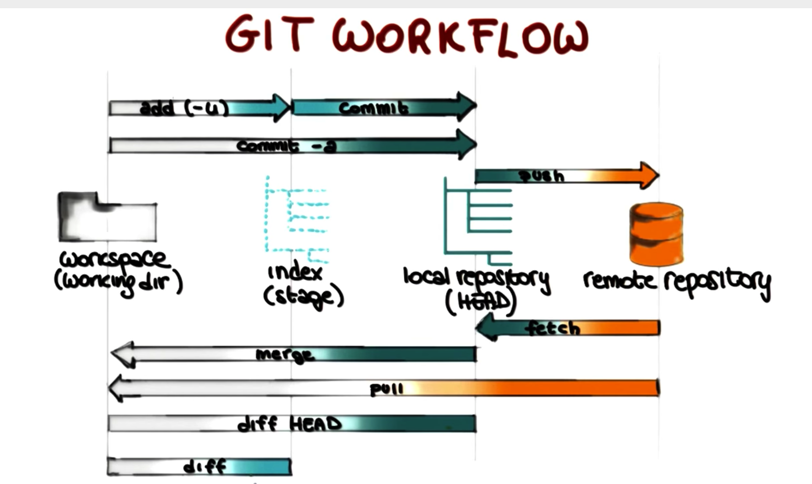 GIT WORKFLOW
add (-u)
commit
commit -a
push
workspace
(working dir)
index
(stage)
local repository
(HEAD)
remote repository
fetch
merge
pull
diff HEAD
diff